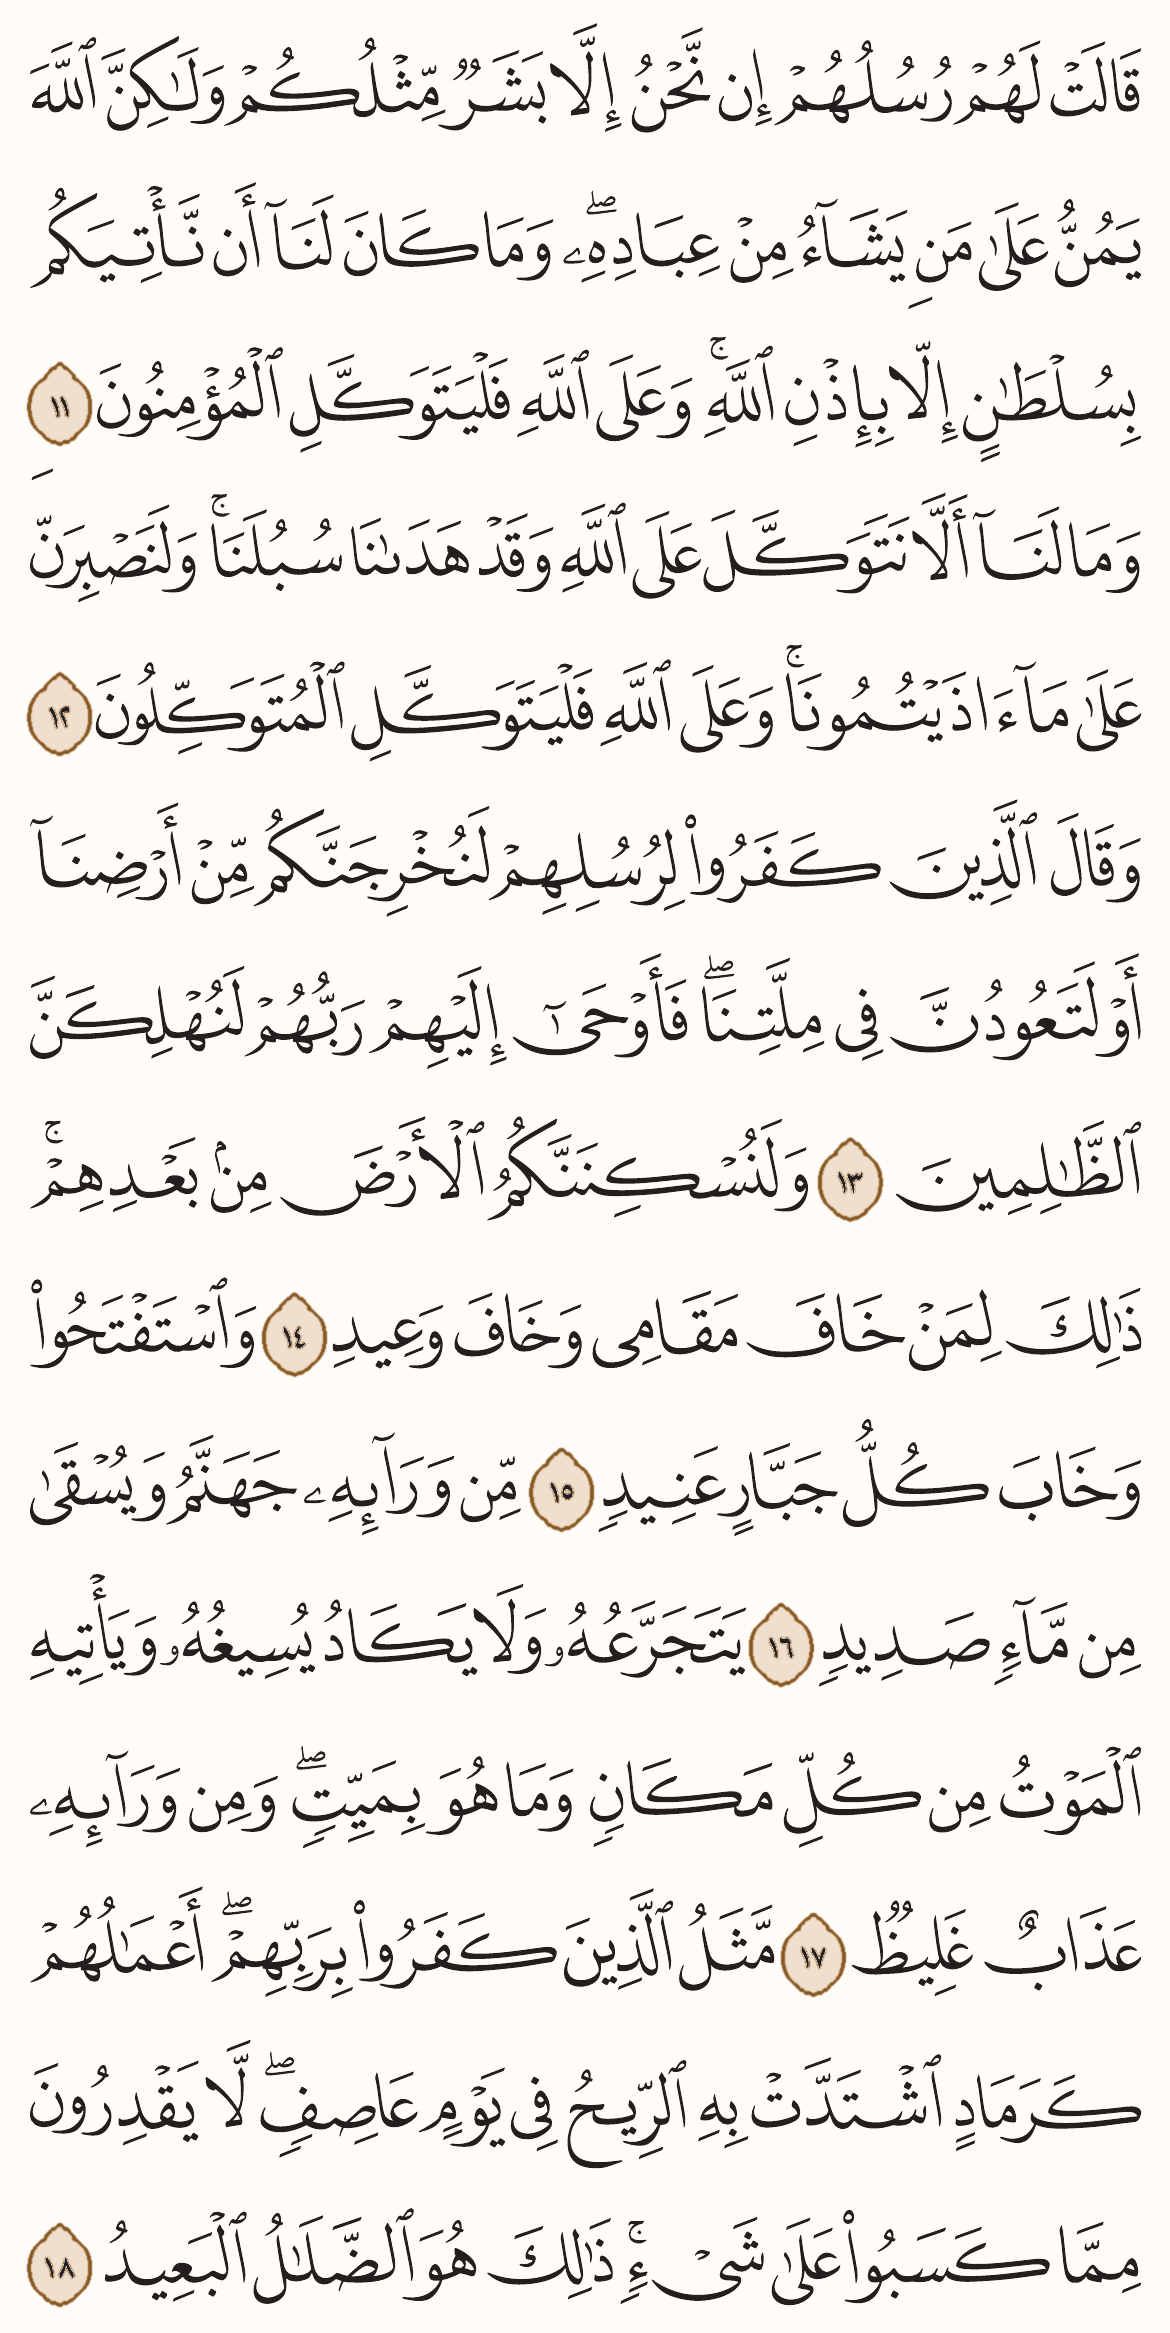 قَالَتۡ لَهُمۡ رُسُلُهُمۡ إِن نَّحۡنُ إِلَّا بَشَرٞ مِّثۡلُكُمۡ وَلَٰكِنَّ ٱللَّهَ
يَمُنُّ عَلَىٰ مَن يَشَآءُ مِنۡ عِبَادِهِۦۖ وَمَا كَانَ لَنَآ أَن نَّأۡتِيَكُم
بِسُلۡطَٰنٍ إِلَّا بِإِذۡنِ ٱللَّهِۚ وَعَلَى ٱللَّهِ فَلۡيَتَوَكَّلِ ٱلۡمُؤۡمِنُونَ ١١
وَمَا لَنَآ أَلَّا نَتَوَكَّلَ عَلَى ٱللَّهِ وَقَدۡ هَدَىٰنَا سُبُلَنَاۚ وَلَنَصۡبِرَنَّ
عَلَىٰ مَآ ءَاذَيۡتُمُونَاۚ وَعَلَى ٱللَّهِ فَلۡيَتَوَكَّلِ ٱلۡمُتَوَكِّلُونَ ١٢
وَقَالَ ٱلَّذِينَ كَفَرُواْ لِرُسُلِهِمۡ لَنُخۡرِجَنَّكُم مِّنۡ أَرۡضِنَآ
أَوۡ لَتَعُودُنَّ فِي مِلَّتِنَاۖ فَأَوۡحَىٰٓ إِلَيۡهِمۡ رَبُّهُمۡ لَنُهۡلِكَنَّ
ٱلظَّٰلِمِينَ ١٣ وَلَنُسۡكِنَنَّكُمُ ٱلۡأَرۡضَ مِنۢ بَعۡدِهِمۡۚ
ذَٰلِكَ لِمَنۡ خَافَ مَقَامِي وَخَافَ وَعِيدِ ١٤ وَٱسۡتَفۡتَحُواْ
وَخَابَ كُلُّ جَبَّارٍ عَنِيدٖ ١٥ مِّن وَرَآئِهِۦ جَهَنَّمُ وَيُسۡقَىٰ
مِن مَّآءٖ صَدِيدٖ ١٦ يَتَجَرَّعُهُۥ وَلَا يَكَادُ يُسِيغُهُۥ وَيَأۡتِيهِ
ٱلۡمَوۡتُ مِن كُلِّ مَكَانٖ وَمَا هُوَ بِمَيِّتٖۖ وَمِن وَرَآئِهِۦ
عَذَابٌ غَلِيظٞ ١٧ مَّثَلُ ٱلَّذِينَ كَفَرُواْ بِرَبِّهِمۡۖ أَعۡمَٰلُهُمۡ
كَرَمَادٍ ٱشۡتَدَّتۡ بِهِ ٱلرِّيحُ فِي يَوۡمٍ عَاصِفٖۖ لَّا يَقۡدِرُونَ
مِمَّا كَسَبُواْ عَلَىٰ شَيۡءٖۚ ذَٰلِكَ هُوَ ٱلضَّلَٰلُ ٱلۡبَعِيدُ ١٨